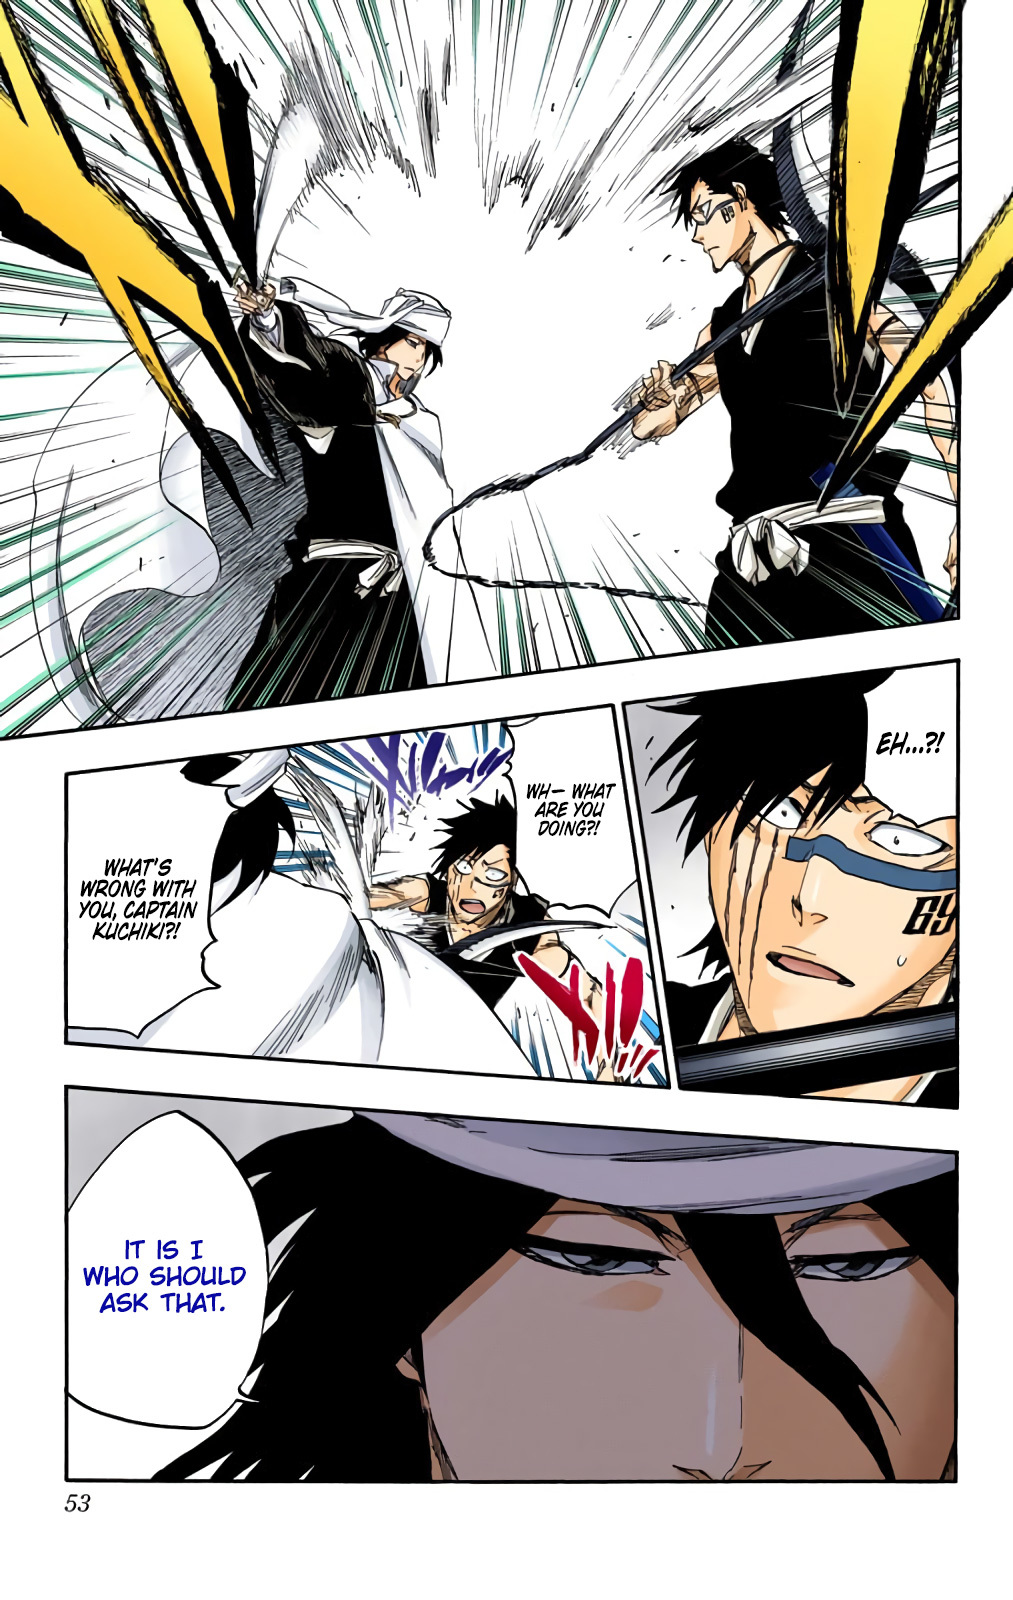 EH...?!
WH— WHAT
ARE YOU
DOING?!
WHAT'S
WRONG WITH
YOU, CAPTAIN
KUCHIKI?!
69
IT IS I
WHO SHOULD
ASK THAT.
53